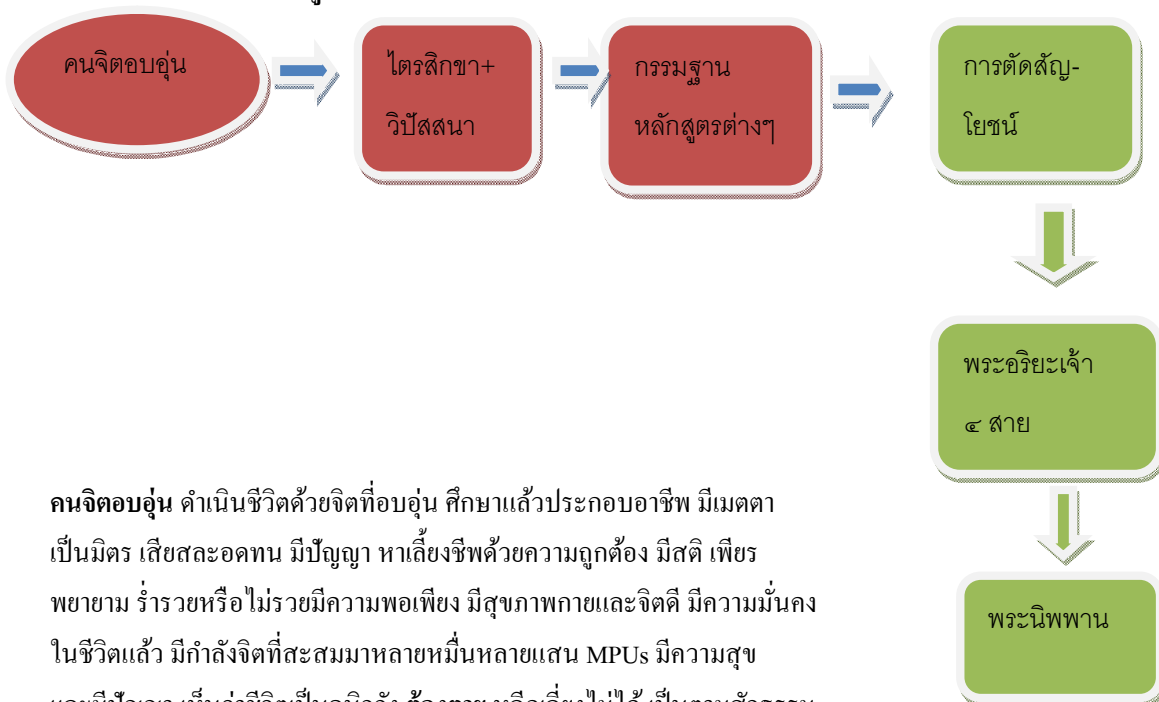 คนจิตอบอุ่น
ไตรสิกขา+
วิปัสสนา
กรรมฐาน
หลักสูตรต่างๆ
การตัดสัญ-
โยชน์
พระอริยะเจ้า
๔ สาย
พระนิพพาน
คนจิตอบอุ่น ดำเนินชีวิตด้วยจิตที่อบอุ่น ศึกษาแล้วประกอบอาชีพ มีเมตตา
เป็นมิตร เสียสละอดทน มีปัญญา หาเลี้ยงชีพด้วยความถูกต้อง มีสติ เพียร
พยายาม ร่ำรวยหรือไม่รวยมีความพอเพียง มีสุขภาพกายและจิตดี มีความมั่นคง
ในชีวิตแล้ว มีกำลังจิตที่สะสมมาหลายหมื่นหลายแสน MPUs มีความสุข